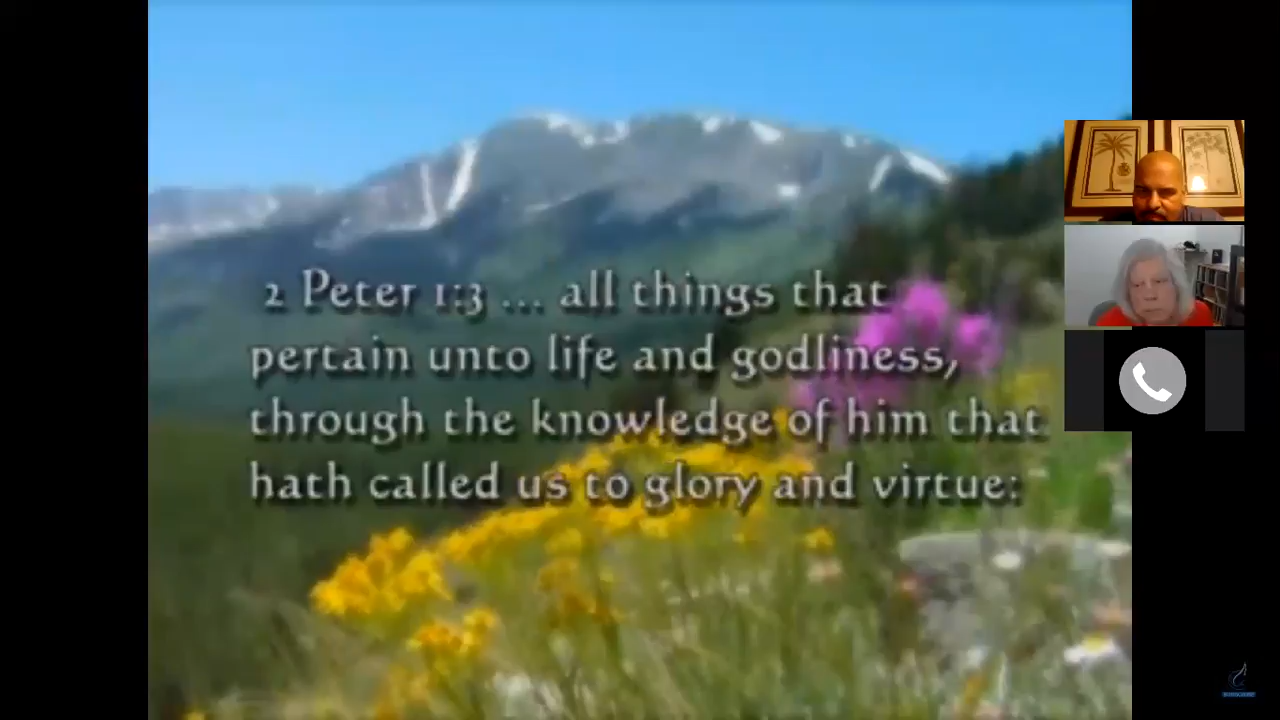 2 Peter 1:3 ... all things that
pertain unto life and godliness,
through the knowledge of him that
hath called us to glory and virtue: